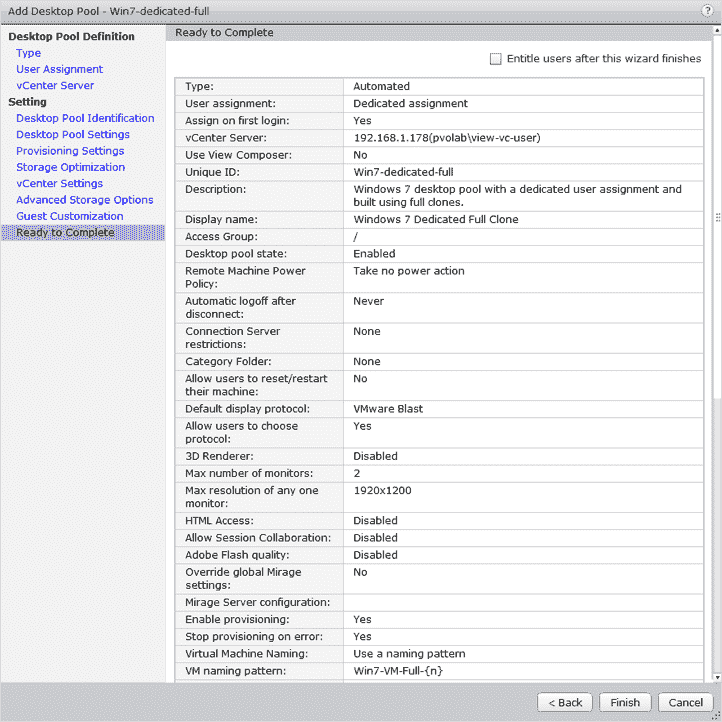 Add Desktop Pool - Win7-dedicated-full
?
Desktop Pool Definition
Type
User Assignment
vCenter Server
Setting
Desktop Pool Identification
Desktop Pool Settings
Provisioning Settings
Storage Optimization
vCenter Settings
Advanced Storage Options
Guest Customization
Ready to Complete
Ready to Complete
Entitle users after this wizard finishes
Type: Automated
User assignment: Dedicated assignment
Assign on first login: Yes
vCenter Server: 192.168.1.178(pvolab\view-vc-user)
Use View Composer: No
Unique ID: Win7-dedicated-full
Description: Windows 7 desktop pool with a dedicated user assignment and
built using full clones.
Display name: Windows 7 Dedicated Full Clone
Access Group: /
Desktop pool state: Enabled
Remote Machine Power Take no power action
Policy:
Automatic logoff after Never
disconnect:
Connection Server None
restrictions:
Category Folder: None
Allow users to reset/restart No
their machine:
Default display protocol: VMware Blast
Allow users to choose Yes
protocol:
3D Renderer: Disabled
Max number of monitors: 2
Max resolution of any one 1920x1200
monitor:
HTML Access: Disabled
Allow Session Collaboration: Disabled
Adobe Flash quality: Disabled
Override global Mirage No
settings:
Mirage Server configuration:
Enable provisioning: Yes
Stop provisioning on error: Yes
Virtual Machine Naming: Use a naming pattern
VM naming pattern: Win7-VM-Full-{n}
< Back Finish Cancel